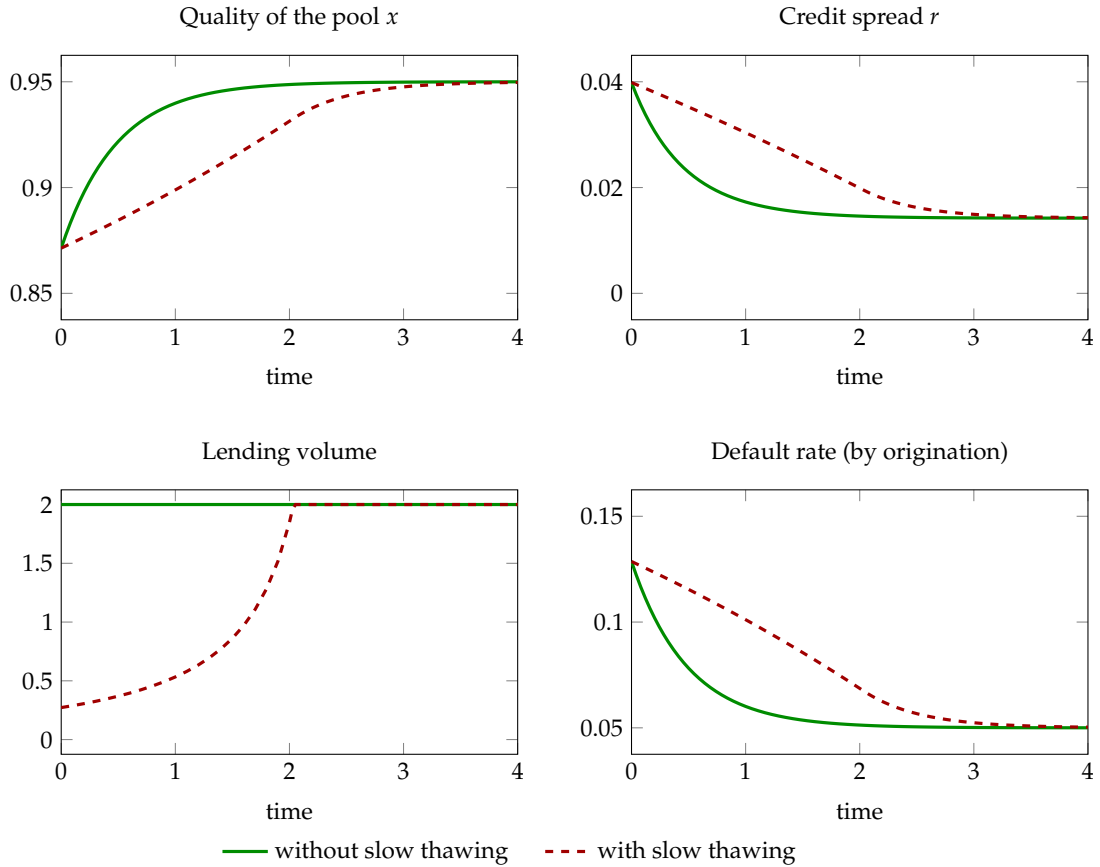 Quality of the pool x
0.95
0.9
0.85
0 1 2 3 4
time
Credit spread r
0.04
0.02
0
0 1 2 3 4
time
Lending volume
2
1.5
1
0.5
0
0 1 2 3 4
time
Default rate (by origination)
0.15
0.1
0.05
0 1 2 3 4
time
without slow thawing
with slow thawing